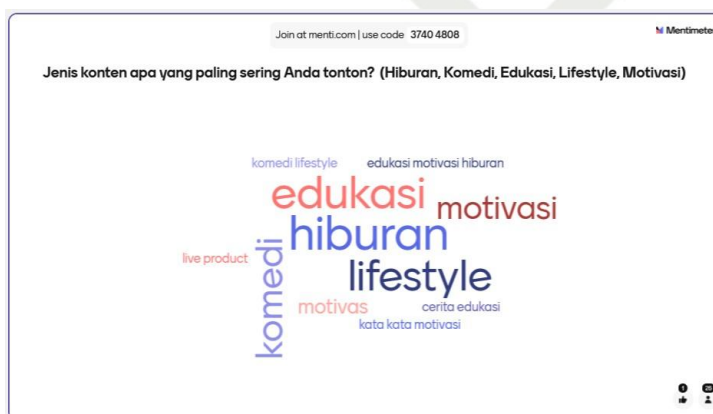 Join at menti.com | use code 3740 4808
Mentimeter
Jenis konten apa yang paling sering Anda tonton? (Hiburan, Komedi, Edukasi, Lifestyle, Motivasi)
komedi lifestyle
edukasi motivasi hiburan
edukasi
motivasi
hiburan
live product
komedi
lifestyle
motivas
cerita edukasi
kata kata motivasi
1